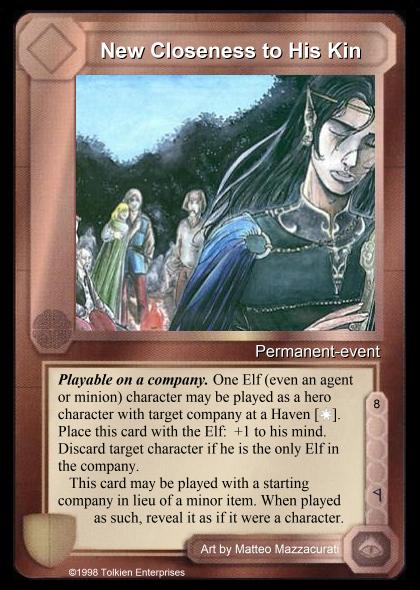 New Closeness to His Kin
Permanent-event
Playable on a company. One Elf (even an agent
or minion) character may be played as a hero
character with target company at a Haven [☀].
Place this card with the Elf: +1 to his mind.
Discard target character if he is the only Elf in
the company.
This card may be played with a starting
company in lieu of a minor item. When played
as such, reveal it as if it were a character.
8
Art by Matteo Mazzacurati
©1998 Tolkien Enterprises